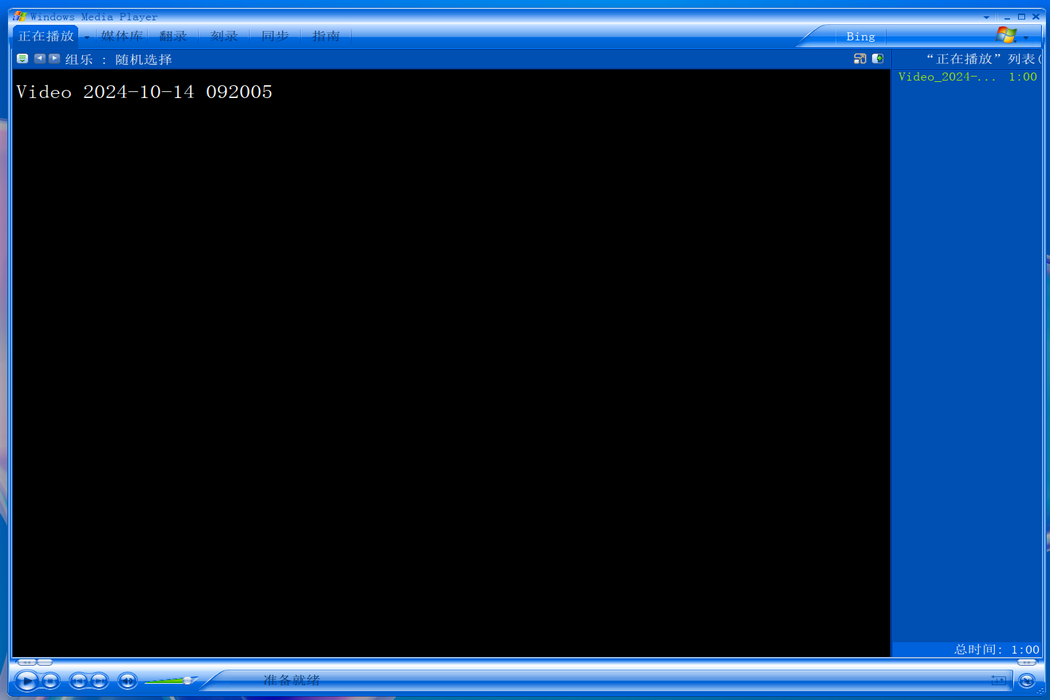 Windows Media Player
正在播放 媒体库 翻录 刻录 同步 指南 Bing
组乐 : 随机选择 “正在播放”列表(
Video_2024-... 1:00
Video 2024-10-14 092005
总时间: 1:00
准备就绪